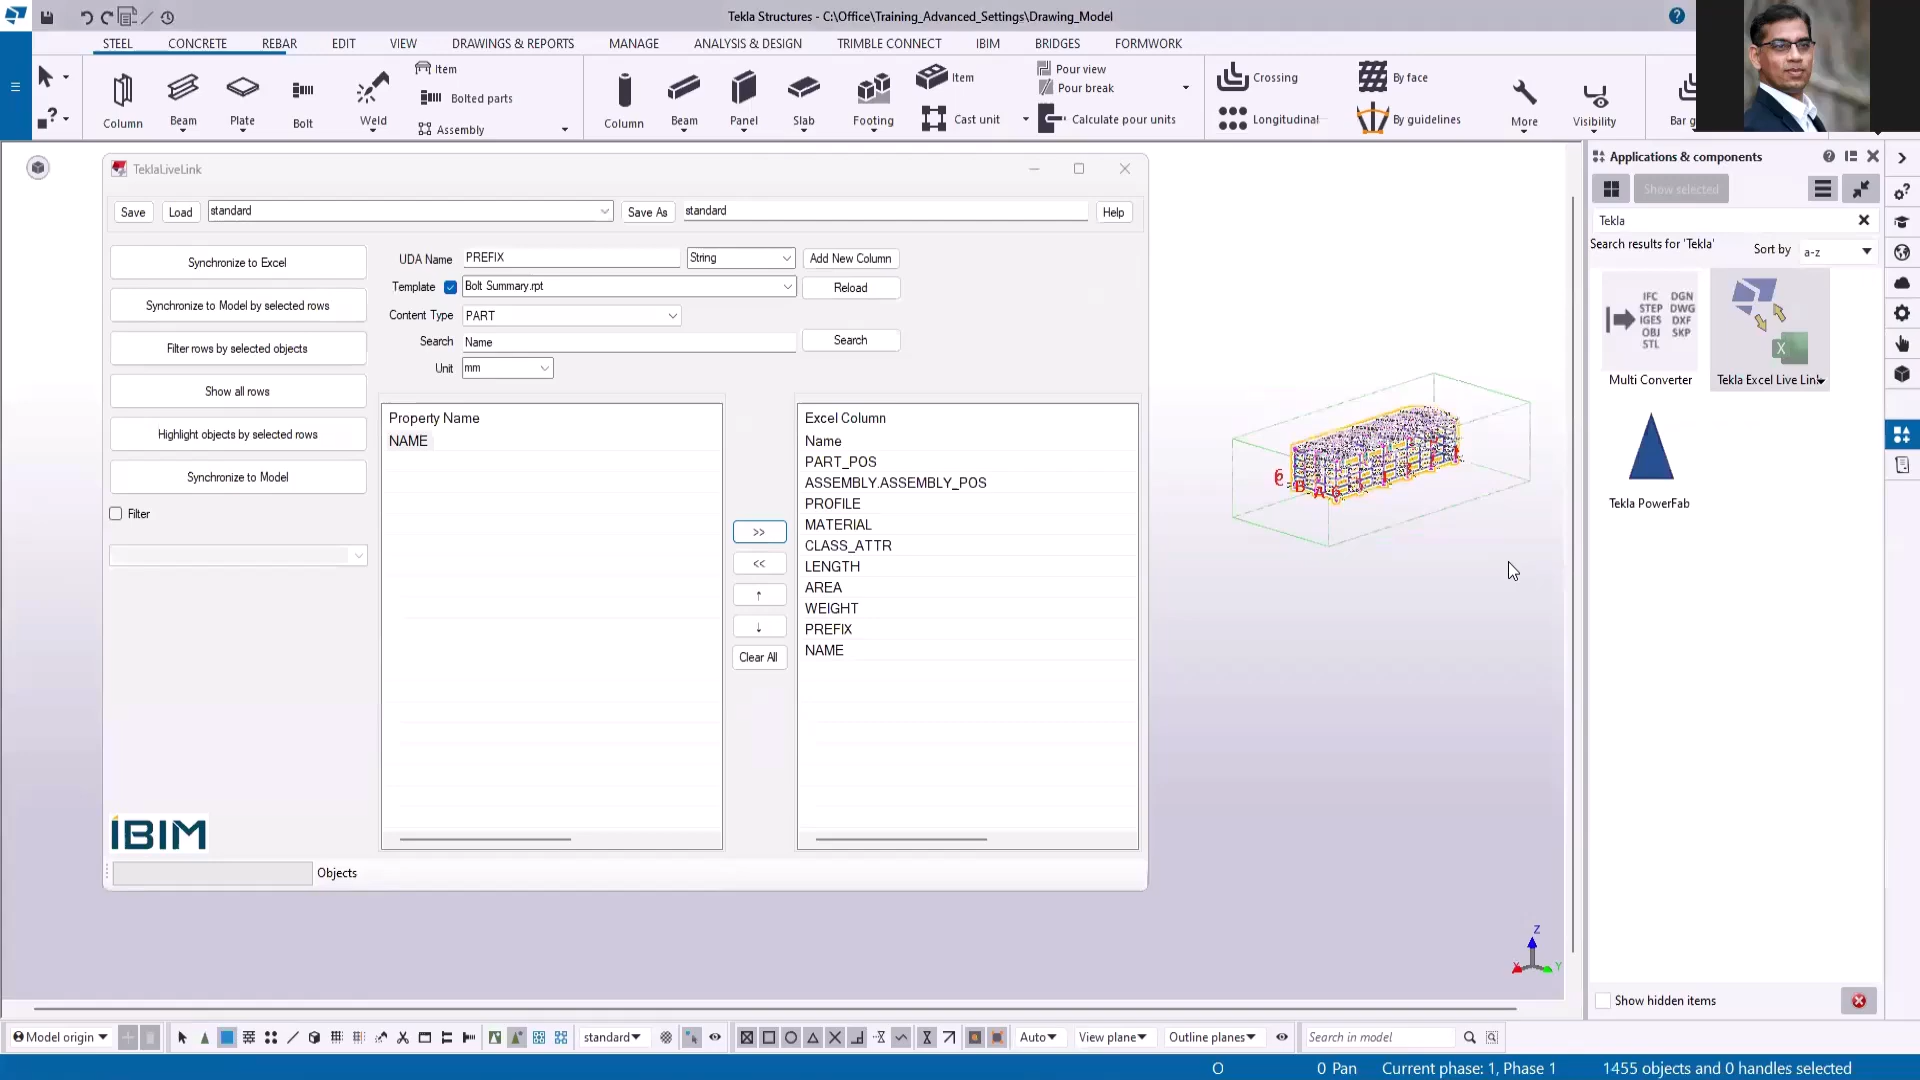 Tekla Structures - C:\Office\Training_Advanced_Settings\Drawing_Model
STEEL CONCRETE REBAR EDIT VIEW DRAWINGS & REPORTS MANAGE ANALYSIS & DESIGN TRIMBLE CONNECT IBIM BRIDGES FORMWORK
Column Beam Plate Bolt Weld
Item
Bolted parts
Assembly
Column Beam Panel Slab Footing
Item
Cast unit
Pour view
Pour break
Calculate pour units
Crossing
Longitudinal
By face
By guidelines
More Visibility Bar g
TeklaLiveLink
Save Load standard Save As standard Help
Synchronize to Excel
Synchronize to Model by selected rows
Filter rows by selected objects
Show all rows
Highlight objects by selected rows
Synchronize to Model
Filter
UDA Name PREFIX String Add New Column
Template Bolt Summary.rpt Reload
Content Type PART
Search Name Search
Unit mm
Property Name
NAME
>>
<<
↑
↓
Clear All
Excel Column
Name
PART_POS
ASSEMBLY.ASSEMBLY_POS
PROFILE
MATERIAL
CLASS_ATTR
LENGTH
AREA
WEIGHT
PREFIX
NAME
IBIM
Objects
Z
X Y
Applications & components
Show selected
Tekla
Search results for 'Tekla' Sort by a-z
IFC DGN
STEP DWG
IGES DXF
OBJ SKP
STL
Multi Converter
X
Tekla Excel Live Link
Tekla PowerFab
Show hidden items
Model origin standard Auto View plane Outline planes Search in model
O 0 Pan Current phase: 1, Phase 1 1455 objects and 0 handles selected